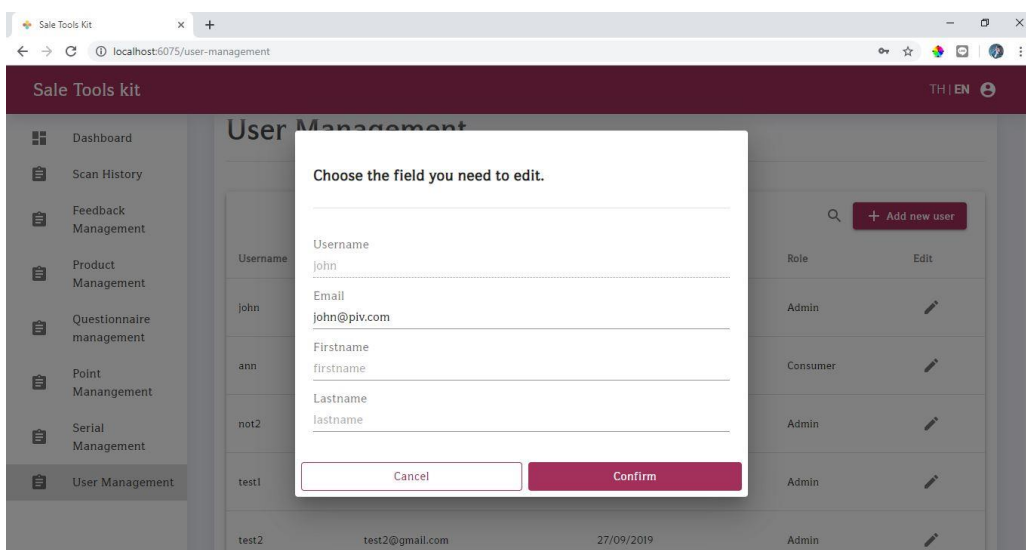 Sale Tools Kit
localhost:6075/user-management
Sale Tools kit
TH | EN
Dashboard
Scan History
Feedback
Management
Product
Management
Questionnaire
management
Point
Manangement
Serial
Management
User Management
User Management
Add new user
Username
Role
Edit
john
Admin
ann
Consumer
not2
Admin
test1
Admin
test2
test2@gmail.com
27/09/2019
Admin
Choose the field you need to edit.
Username
john
Email
john@piv.com
Firstname
firstname
Lastname
lastname
Cancel
Confirm